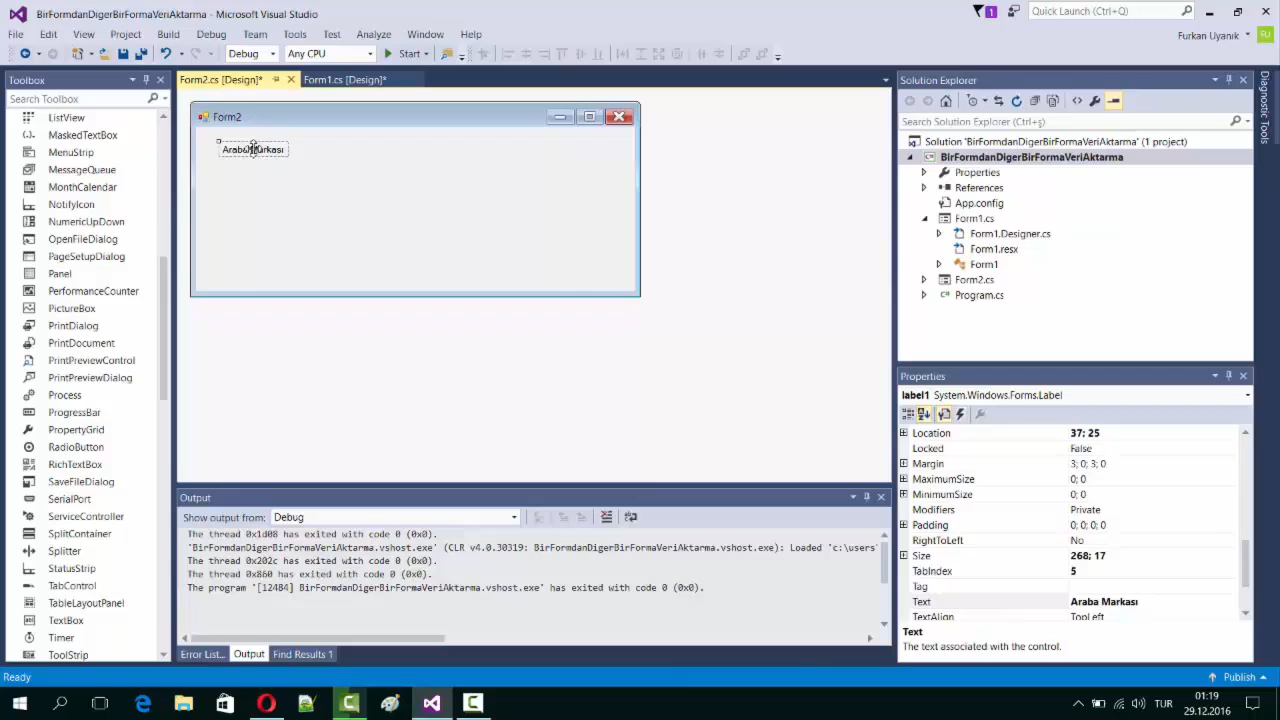 BirFormdanDigerBirFormaVeriAktarma - Microsoft Visual Studio
1
Quick Launch (Ctrl+Q)
File Edit View Project Build Debug Team Tools Test Analyze Window Help
Furkan Uyanik
FU
Debug Any CPU Start
Toolbox
Search Toolbox
ListView
MaskedTextBox
MenuStrip
MessageQueue
MonthCalendar
NotifyIcon
NumericUpDown
OpenFileDialog
PageSetupDialog
Panel
PerformanceCounter
PictureBox
PrintDialog
PrintDocument
PrintPreviewControl
PrintPreviewDialog
Process
ProgressBar
PropertyGrid
RadioButton
RichTextBox
SaveFileDialog
SerialPort
ServiceController
SplitContainer
Splitter
StatusStrip
TabControl
TableLayoutPanel
TextBox
Timer
ToolStrip
Form2.cs [Design]* Form1.cs [Design]*
Form2
Araba Markası
Output
Show output from: Debug
The thread 0x1d08 has exited with code 0 (0x0).
'BirFormdanDigerBirFormaVeriAktarma.vshost.exe' (CLR v4.0.30319: BirFormdanDigerBirFormaVeriAktarma.vshost.exe): Loaded 'c:\users'
The thread 0x202c has exited with code 0 (0x0).
The thread 0x860 has exited with code 0 (0x0).
The program '[12484] BirFormdanDigerBirFormaVeriAktarma.vshost.exe' has exited with code 0 (0x0).
Error List... Output Find Results 1
Solution Explorer
Search Solution Explorer (Ctrl+ş)
Solution 'BirFormdanDigerBirFormaVeriAktarma' (1 project)
BirFormdanDigerBirFormaVeriAktarma
Properties
References
App.config
Form1.cs
Form1.Designer.cs
Form1.resx
Form1
Form2.cs
Program.cs
Properties
label1 System.Windows.Forms.Label
Location 37; 25
Locked False
Margin 3; 0; 3; 0
MaximumSize 0; 0
MinimumSize 0; 0
Modifiers Private
Padding 0; 0; 0; 0
RightToLeft No
Size 268; 17
TabIndex 5
Tag
Text Araba Markası
TextAlign TopLeft
Text
The text associated with the control.
Diagnostic Tools
Ready
Publish
TUR
01:19
29.12.2016